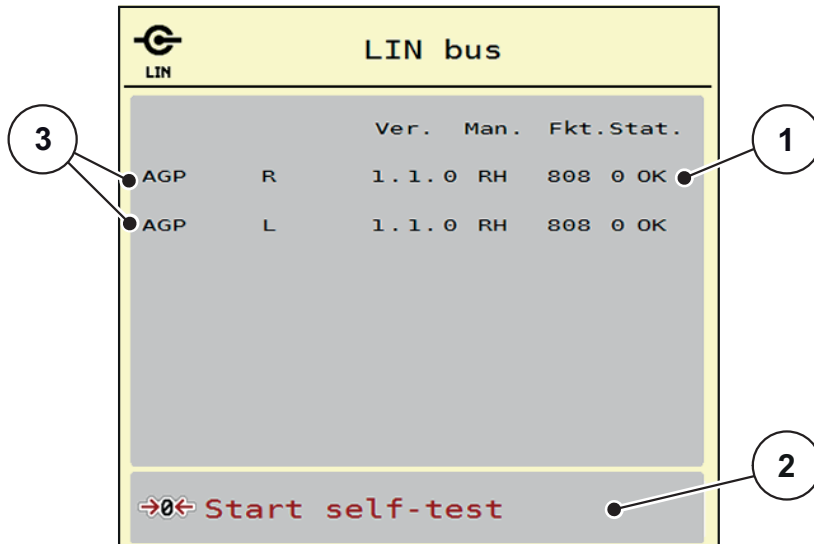 LIN
LIN bus
Ver. Man. Fkt.Stat.
3
1
AGP R 1.1.0 RH 808 0 OK
AGP L 1.1.0 RH 808 0 OK
2
→0← Start self-test